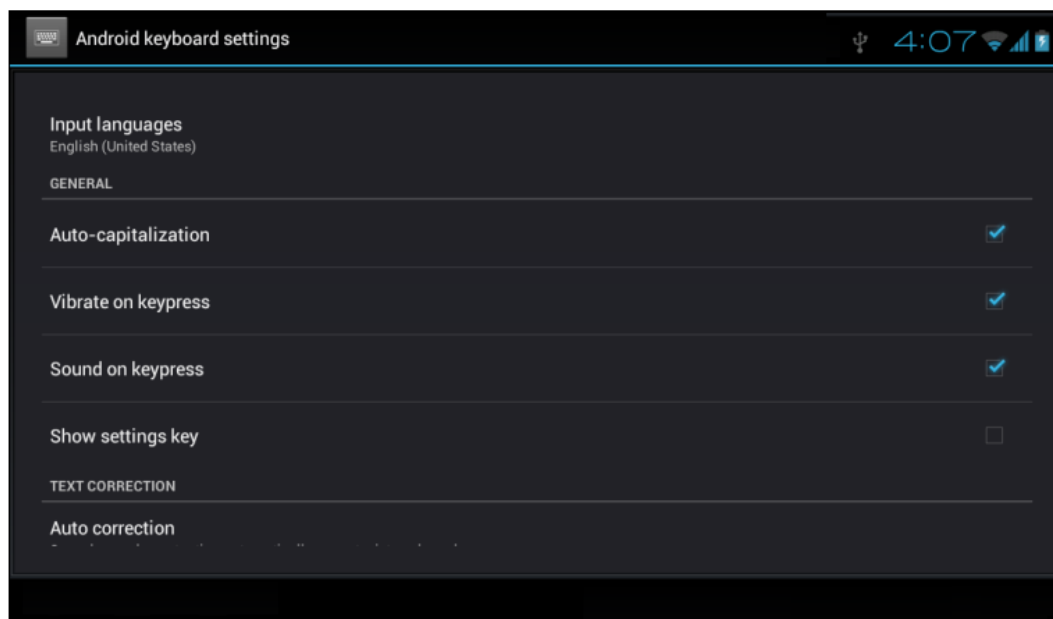 Android keyboard settings
4:07
Input languages
English (United States)
GENERAL
Auto-capitalization
Vibrate on keypress
Sound on keypress
Show settings key
TEXT CORRECTION
Auto correction